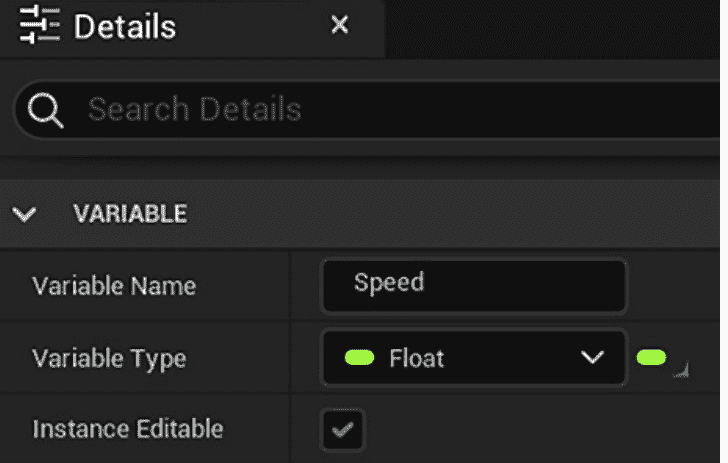 Details
Search Details
VARIABLE
Variable Name Speed
Variable Type Float
Instance Editable